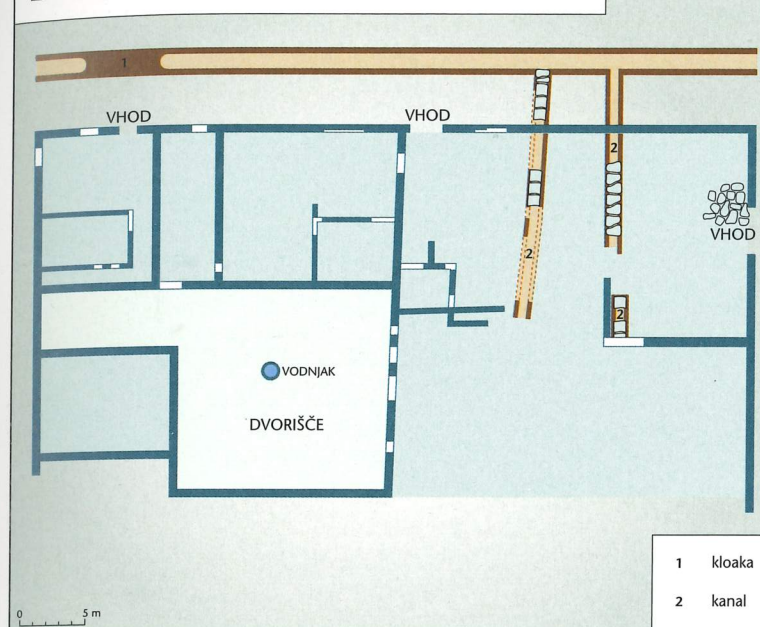 1
VHOD
VHOD
2
VHOD
2
2
VODNJAK
DVORIŠČE
1 kloaka
2 kanal
0 5 m